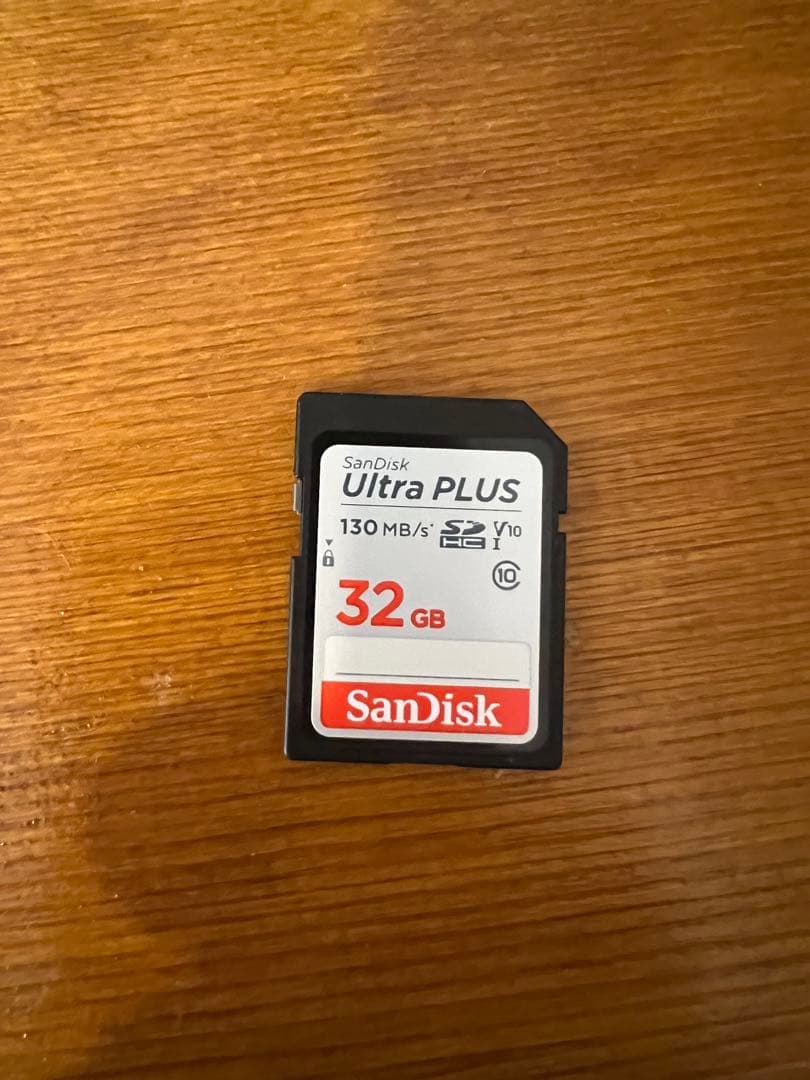 SanDisk
Ultra PLUS
130 MB/s* SD HC I V10
10
32 GB
SanDisk